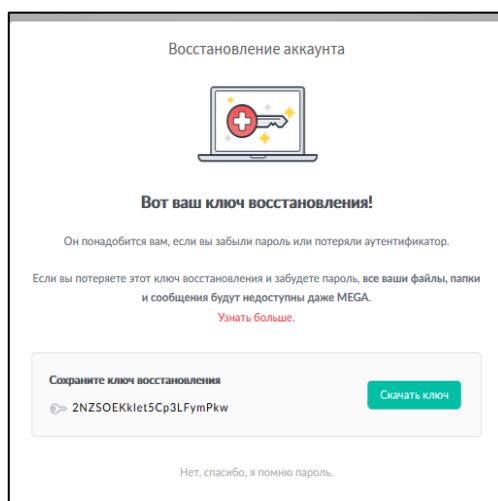 Восстановление аккаунта
Вот ваш ключ восстановления!
Он понадобится вам, если вы забыли пароль или потеряли аутентификатор.
Если вы потеряете этот ключ восстановления и забудете пароль, все ваши файлы, папки
и сообщения будут недоступны даже MEGA.
Узнать больше.
Сохраните ключ восстановления
2NZSOEKklet5Cp3LFymPkw
Скачать ключ
Нет, спасибо, я помню пароль.